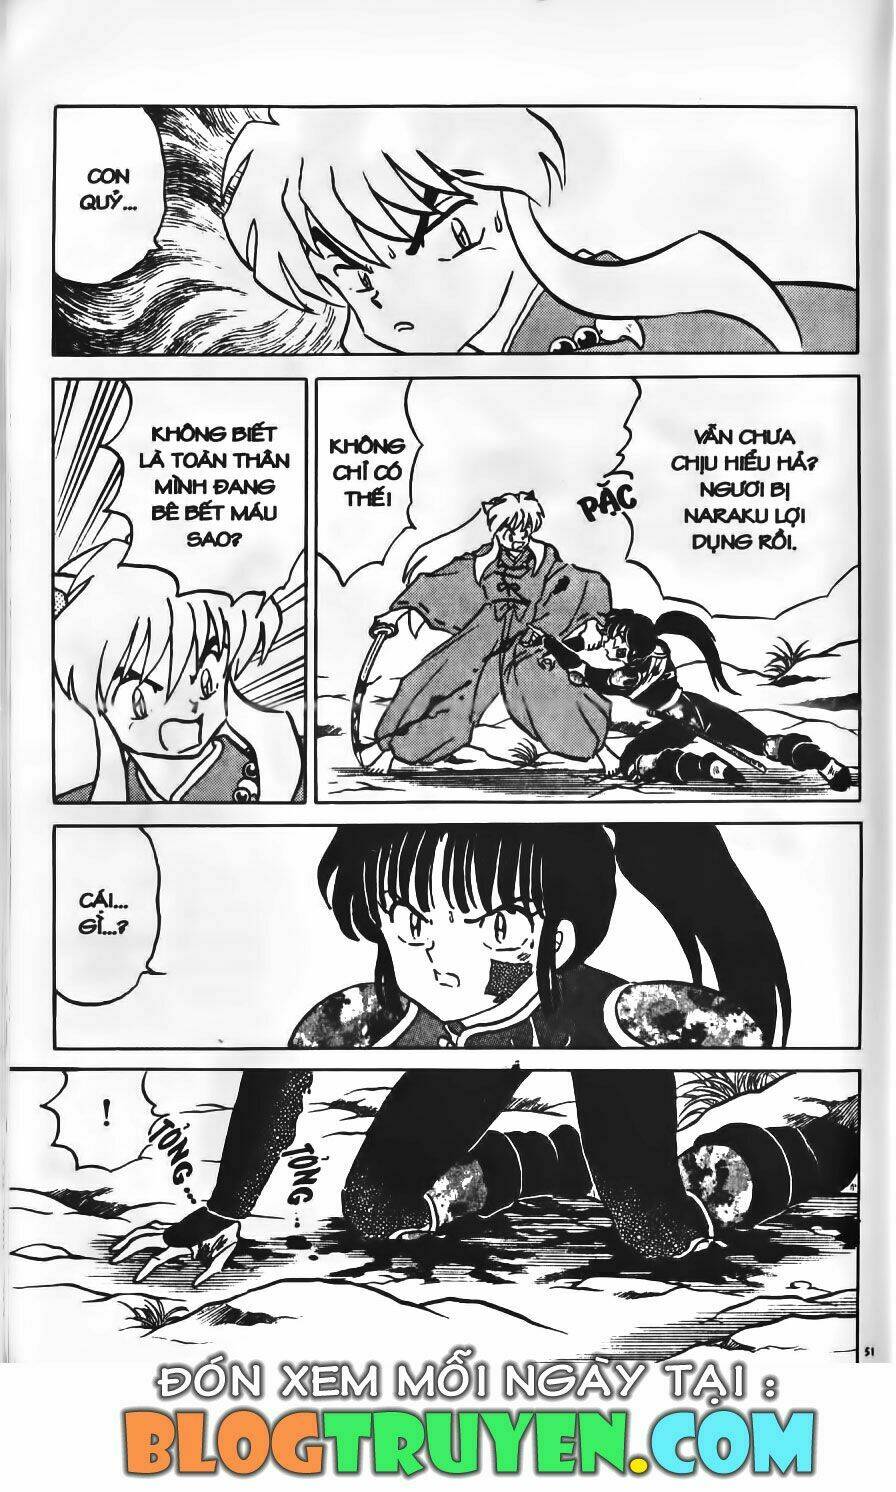 CON
QUỶ...
VẪN CHƯA
CHỊU HIỂU HẢ?
NGƯƠI BỊ
NARAKU LỢI
DỤNG RỒI.
PẶC
KHÔNG
CHỈ CÓ
THẾ!
KHÔNG BIẾT
LÀ TOÀN THÂN
MÌNH ĐANG
BÊ BẾT MÁU
SAO?
CÁI...
GÌ...?
!
TỎNG...
TỎNG...
51
ĐÓN XEM MỖI NGÀY TẠI :
BLOGTRUYEN.COM